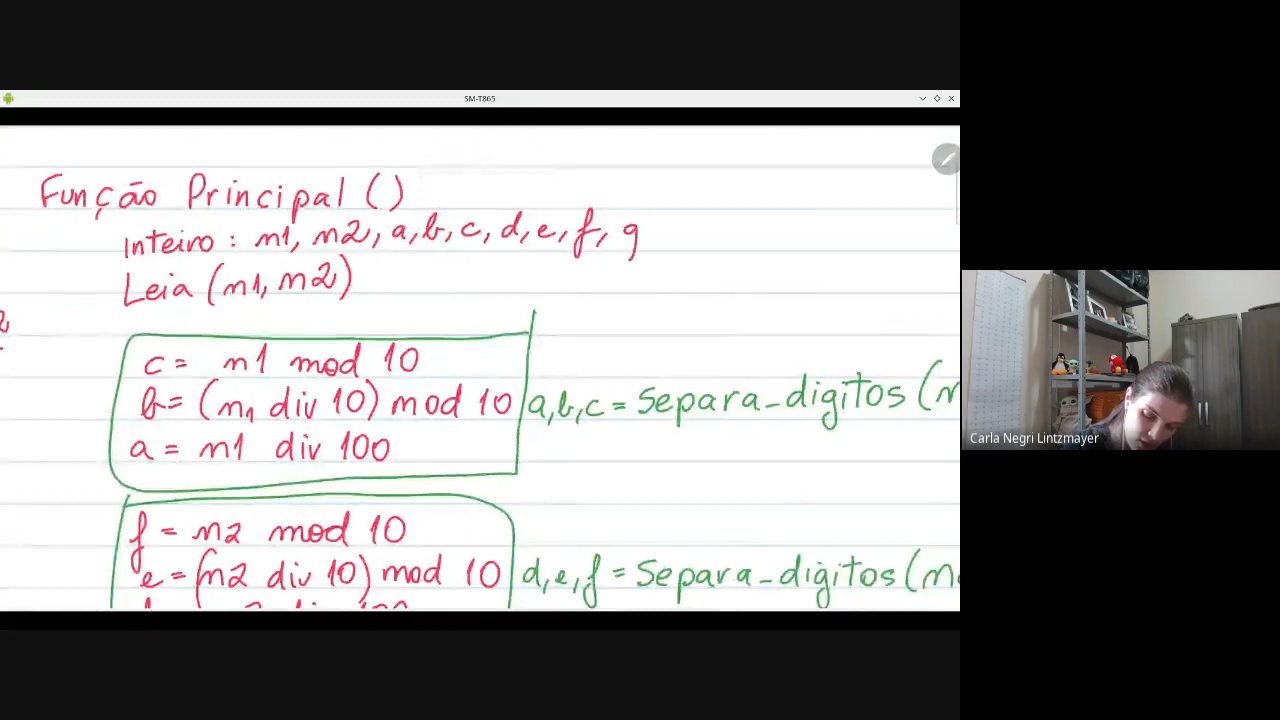 SM-T865
Função Principal ()
Inteiro : n1, n2, a, b, c, d, e, f, g
Leia (n1, n2)
c = n1 mod 10
b = (n1 div 10) mod 10
a = n1 div 100
a,b,c = Separa_digitos (
f = n2 mod 10
e = (n2 div 10) mod 10
d,e,f = Separa_digitos (
Carla Negri Lintzmayer